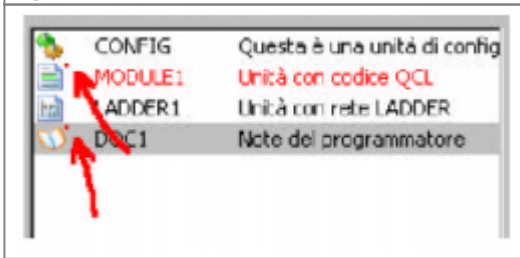 CONFIG Questa è una unità di config
MODULE1 Unità con codice QCL
LADDER1 Unità con rete LADDER
DOC1 Note del programmatore